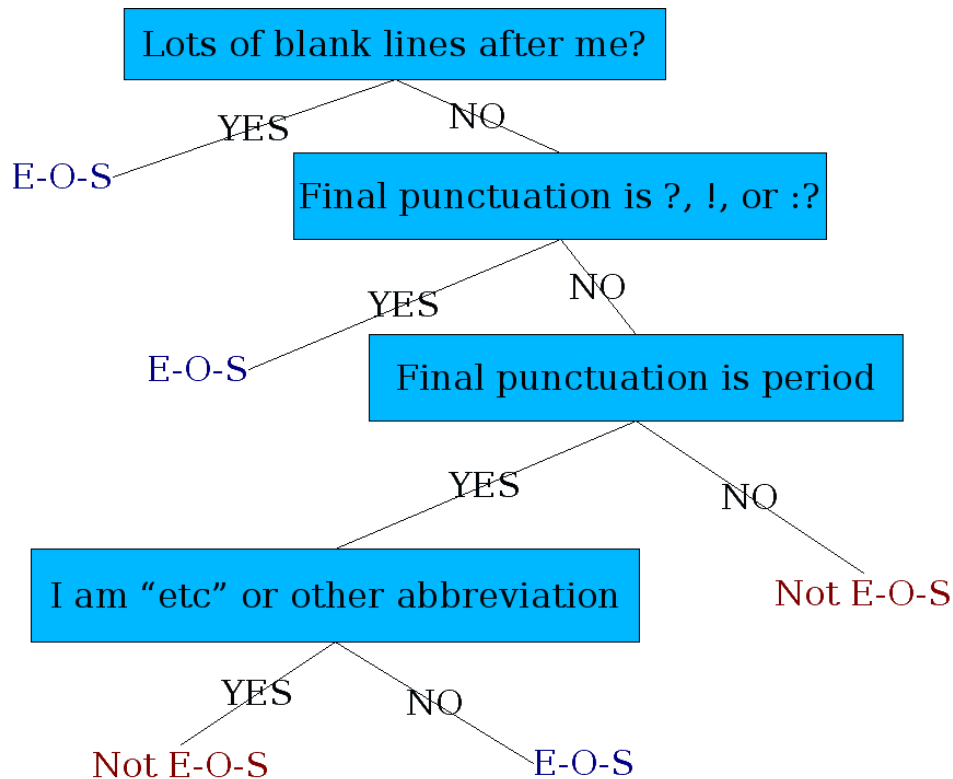 Lots of blank lines after me?
YES
NO
E-O-S
Final punctuation is ?, !, or :?
YES
NO
E-O-S
Final punctuation is period
YES
NO
I am “etc” or other abbreviation
Not E-O-S
YES
NO
Not E-O-S
E-O-S